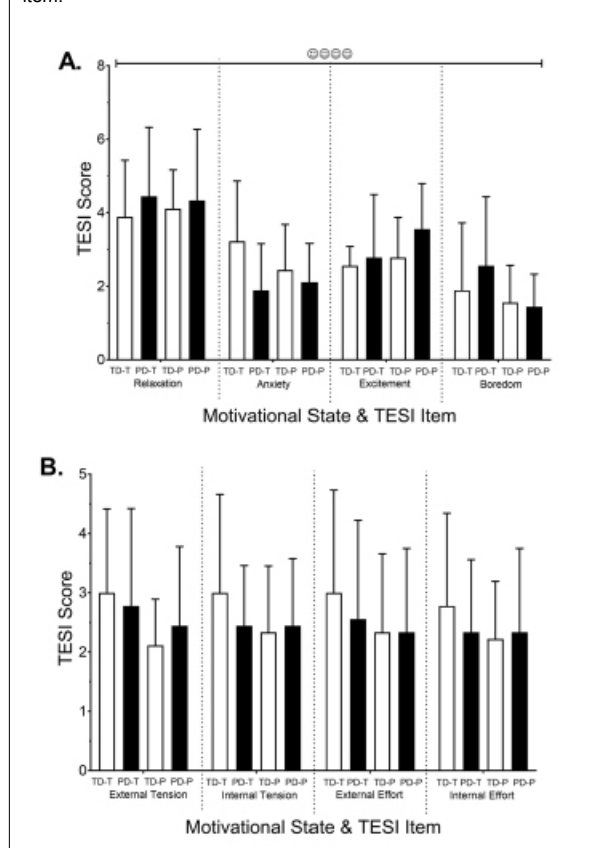 item.
A.
8
6
4
2
0
TESI Score
TD-T PD-T TD-P PD-P TD-T PD-T TD-P PD-P TD-T PD-T TD-P PD-P TD-T PD-T TD-P PD-P
Relaxation Anxiety Excitement Boredom
Motivational State & TESI Item
B.
5
4
3
2
1
0
TESI Score
TD-T PD-T TD-P PD-P TD-T PD-T TD-P PD-P TD-T PD-T TD-P PD-P TD-T PD-T TD-P PD-P
External Tension Internal Tension External Effort Internal Effort
Motivational State & TESI Item